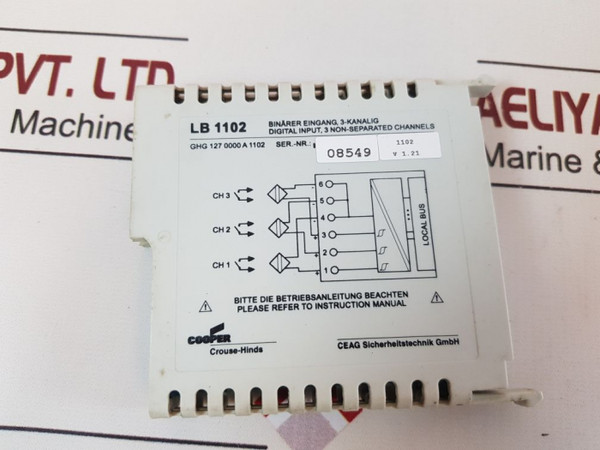 PVT. LTD
Machiner
AELIYA
Marine &
LB 1102
BINÄRER EINGANG, 3-KANALIG
DIGITAL INPUT, 3 NON-SEPARATED CHANNELS
GHG 127 0000 A 1102 SER.-NR.:
08549
1102
V 1.21
CH 3
CH 2
CH 1
- 6
- 5
- 4
+ 3
+ 2
+ 1
LOCAL BUS
BITTE DIE BETRIEBSANLEITUNG BEACHTEN
PLEASE REFER TO INSTRUCTION MANUAL
COOPER
Crouse-Hinds
CEAG Sicherheitstechnik GmbH